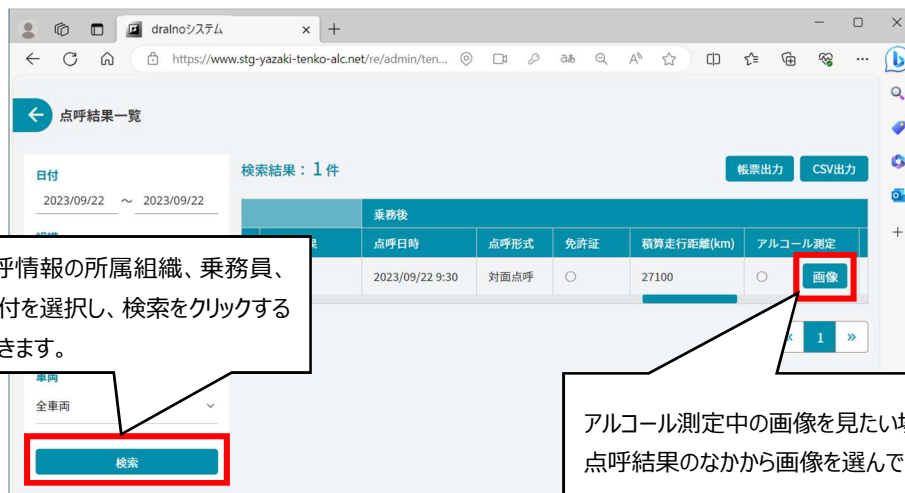 dralnoシステム
https://www.stg-yazaki-tenko-alc.net/re/admin/ten...
点呼結果一覧
日付
2023/09/22 ～ 2023/09/22
検索結果：1件
帳票出力
CSV出力
乗務後
点呼日時 点呼形式 免許証 積算走行距離(km) アルコール測定
2023/09/22 9:30 対面点呼 ○ 27100 ○ 画像
呼情報の所属組織、乗務員、
付を選択し、検索をクリックする
きます。
1 »
車両
全車両
検索
アルコール測定中の画像を見たい
点呼結果のなかから画像を選んで